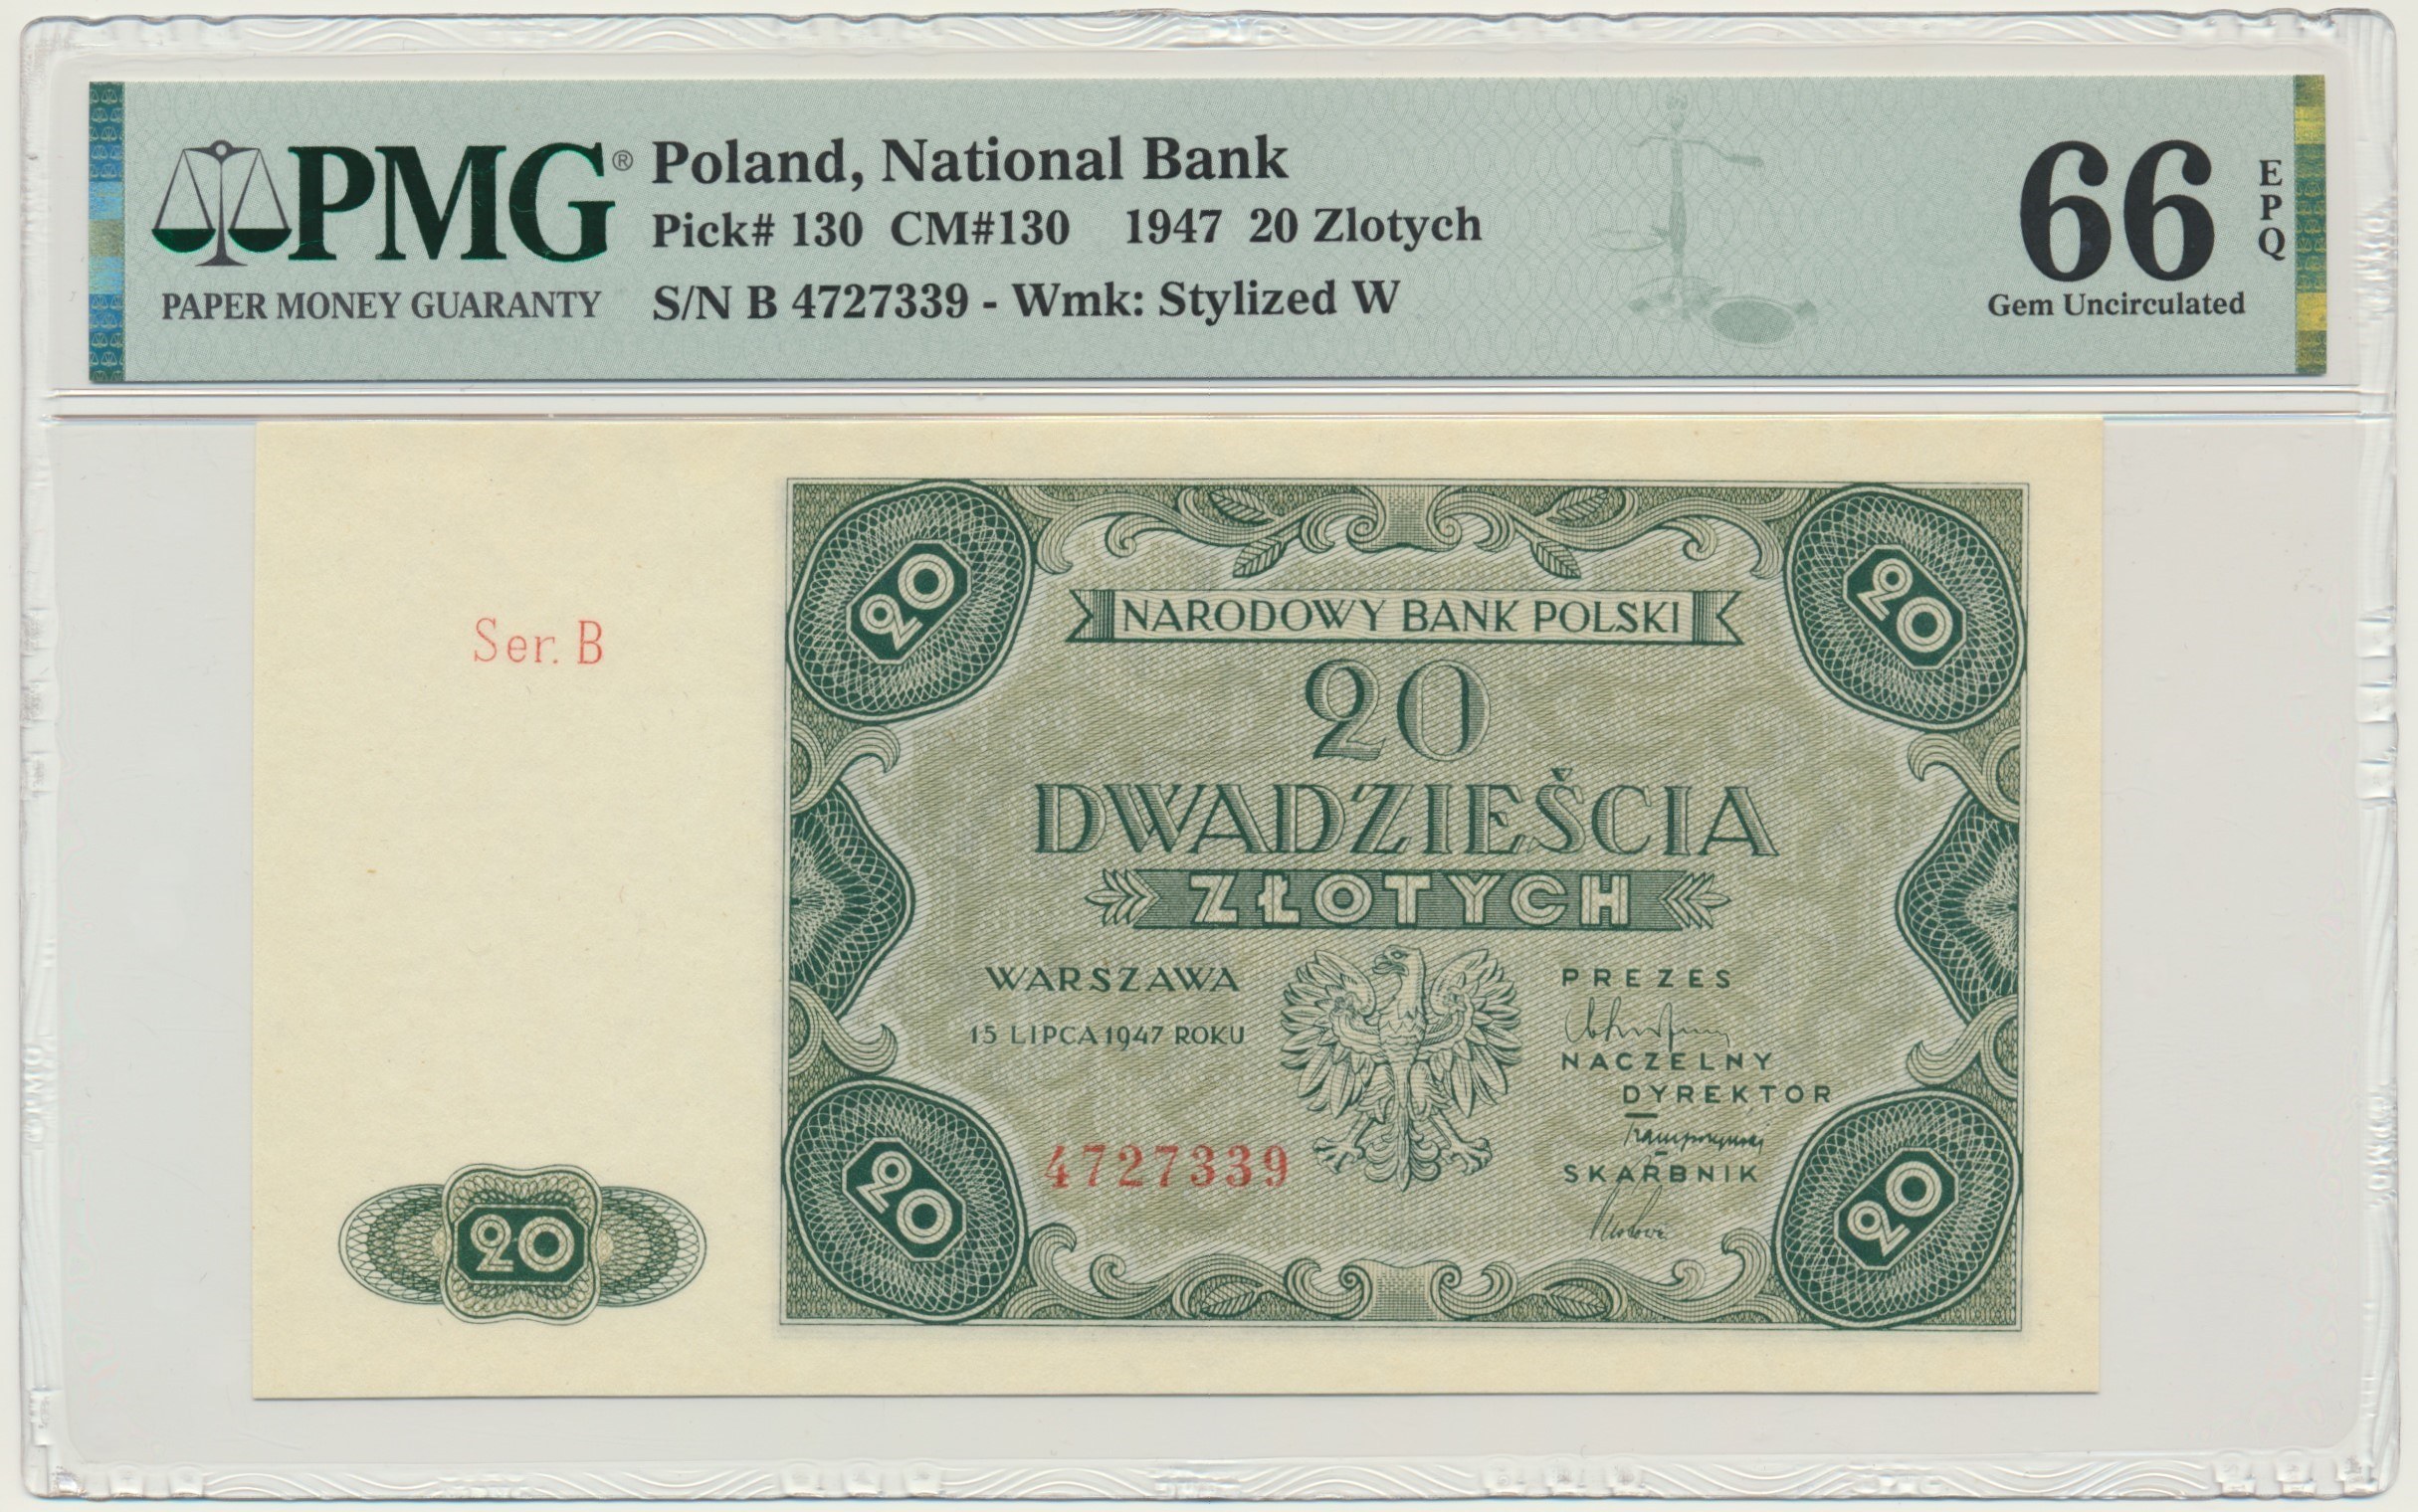 PMG®
PAPER MONEY GUARANTY
Poland, National Bank
Pick# 130 CM#130 1947 20 Zlotych
S/N B 4727339 - Wmk: Stylized W
66
EPQ
Gem Uncirculated
Ser. B
20
20
20
NARODOWY BANK POLSKI
20
DWADZIEŚCIA
ZŁOTYCH
WARSZAWA
15 LIPCA 1947 ROKU
PREZES
NACZELNY
DYREKTOR
SKARBNIK
4727339
20
20